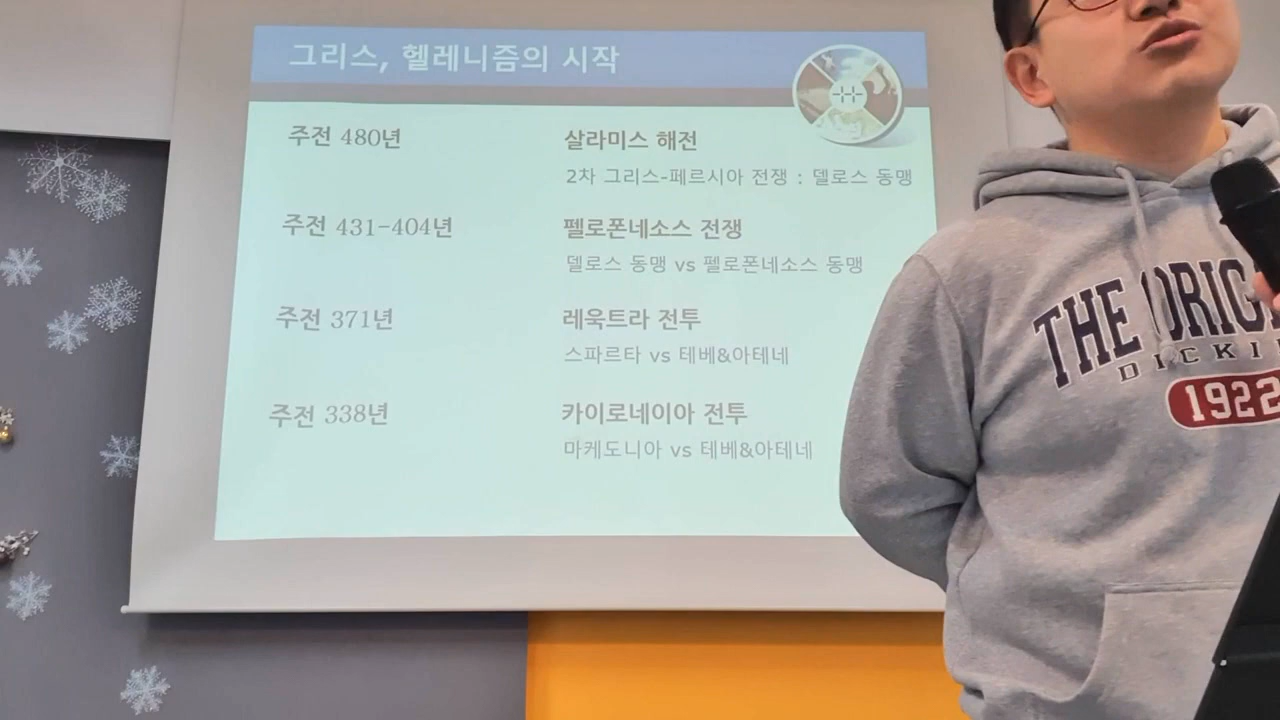 그리스, 헬레니즘의 시작
주전 480년
살라미스 해전
2차 그리스-페르시아 전쟁 : 델로스 동맹
주전 431-404년
펠로폰네소스 전쟁
델로스 동맹 vs 펠로폰네소스 동맹
주전 371년
레욱트라 전투
스파르타 vs 테베&아테네
주전 338년
카이로네이아 전투
마케도니아 vs 테베&아테네
THE ORIG
DICKI
1922